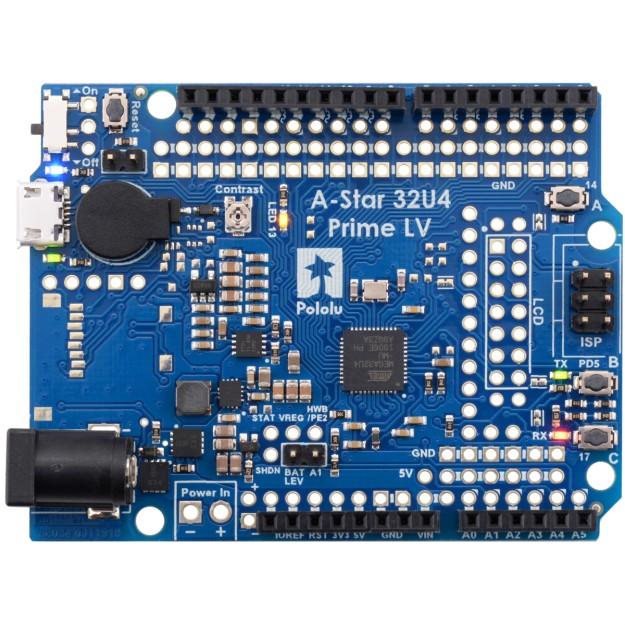 On
Reset
Off
Contrast
LED 13
A-Star 32U4
Prime LV
GND
14
A
Pololu
LCD
ISP
MEGA32U4
TX
PD5
B
HWB
STAT VREG /PE2
RX
SHDN
BAT A1
LEV
GND
17
C
5V
Power In
+
- +
IOREF RST 3V3 5V GND VIN
A0 A1 A2 A3 A4 A5